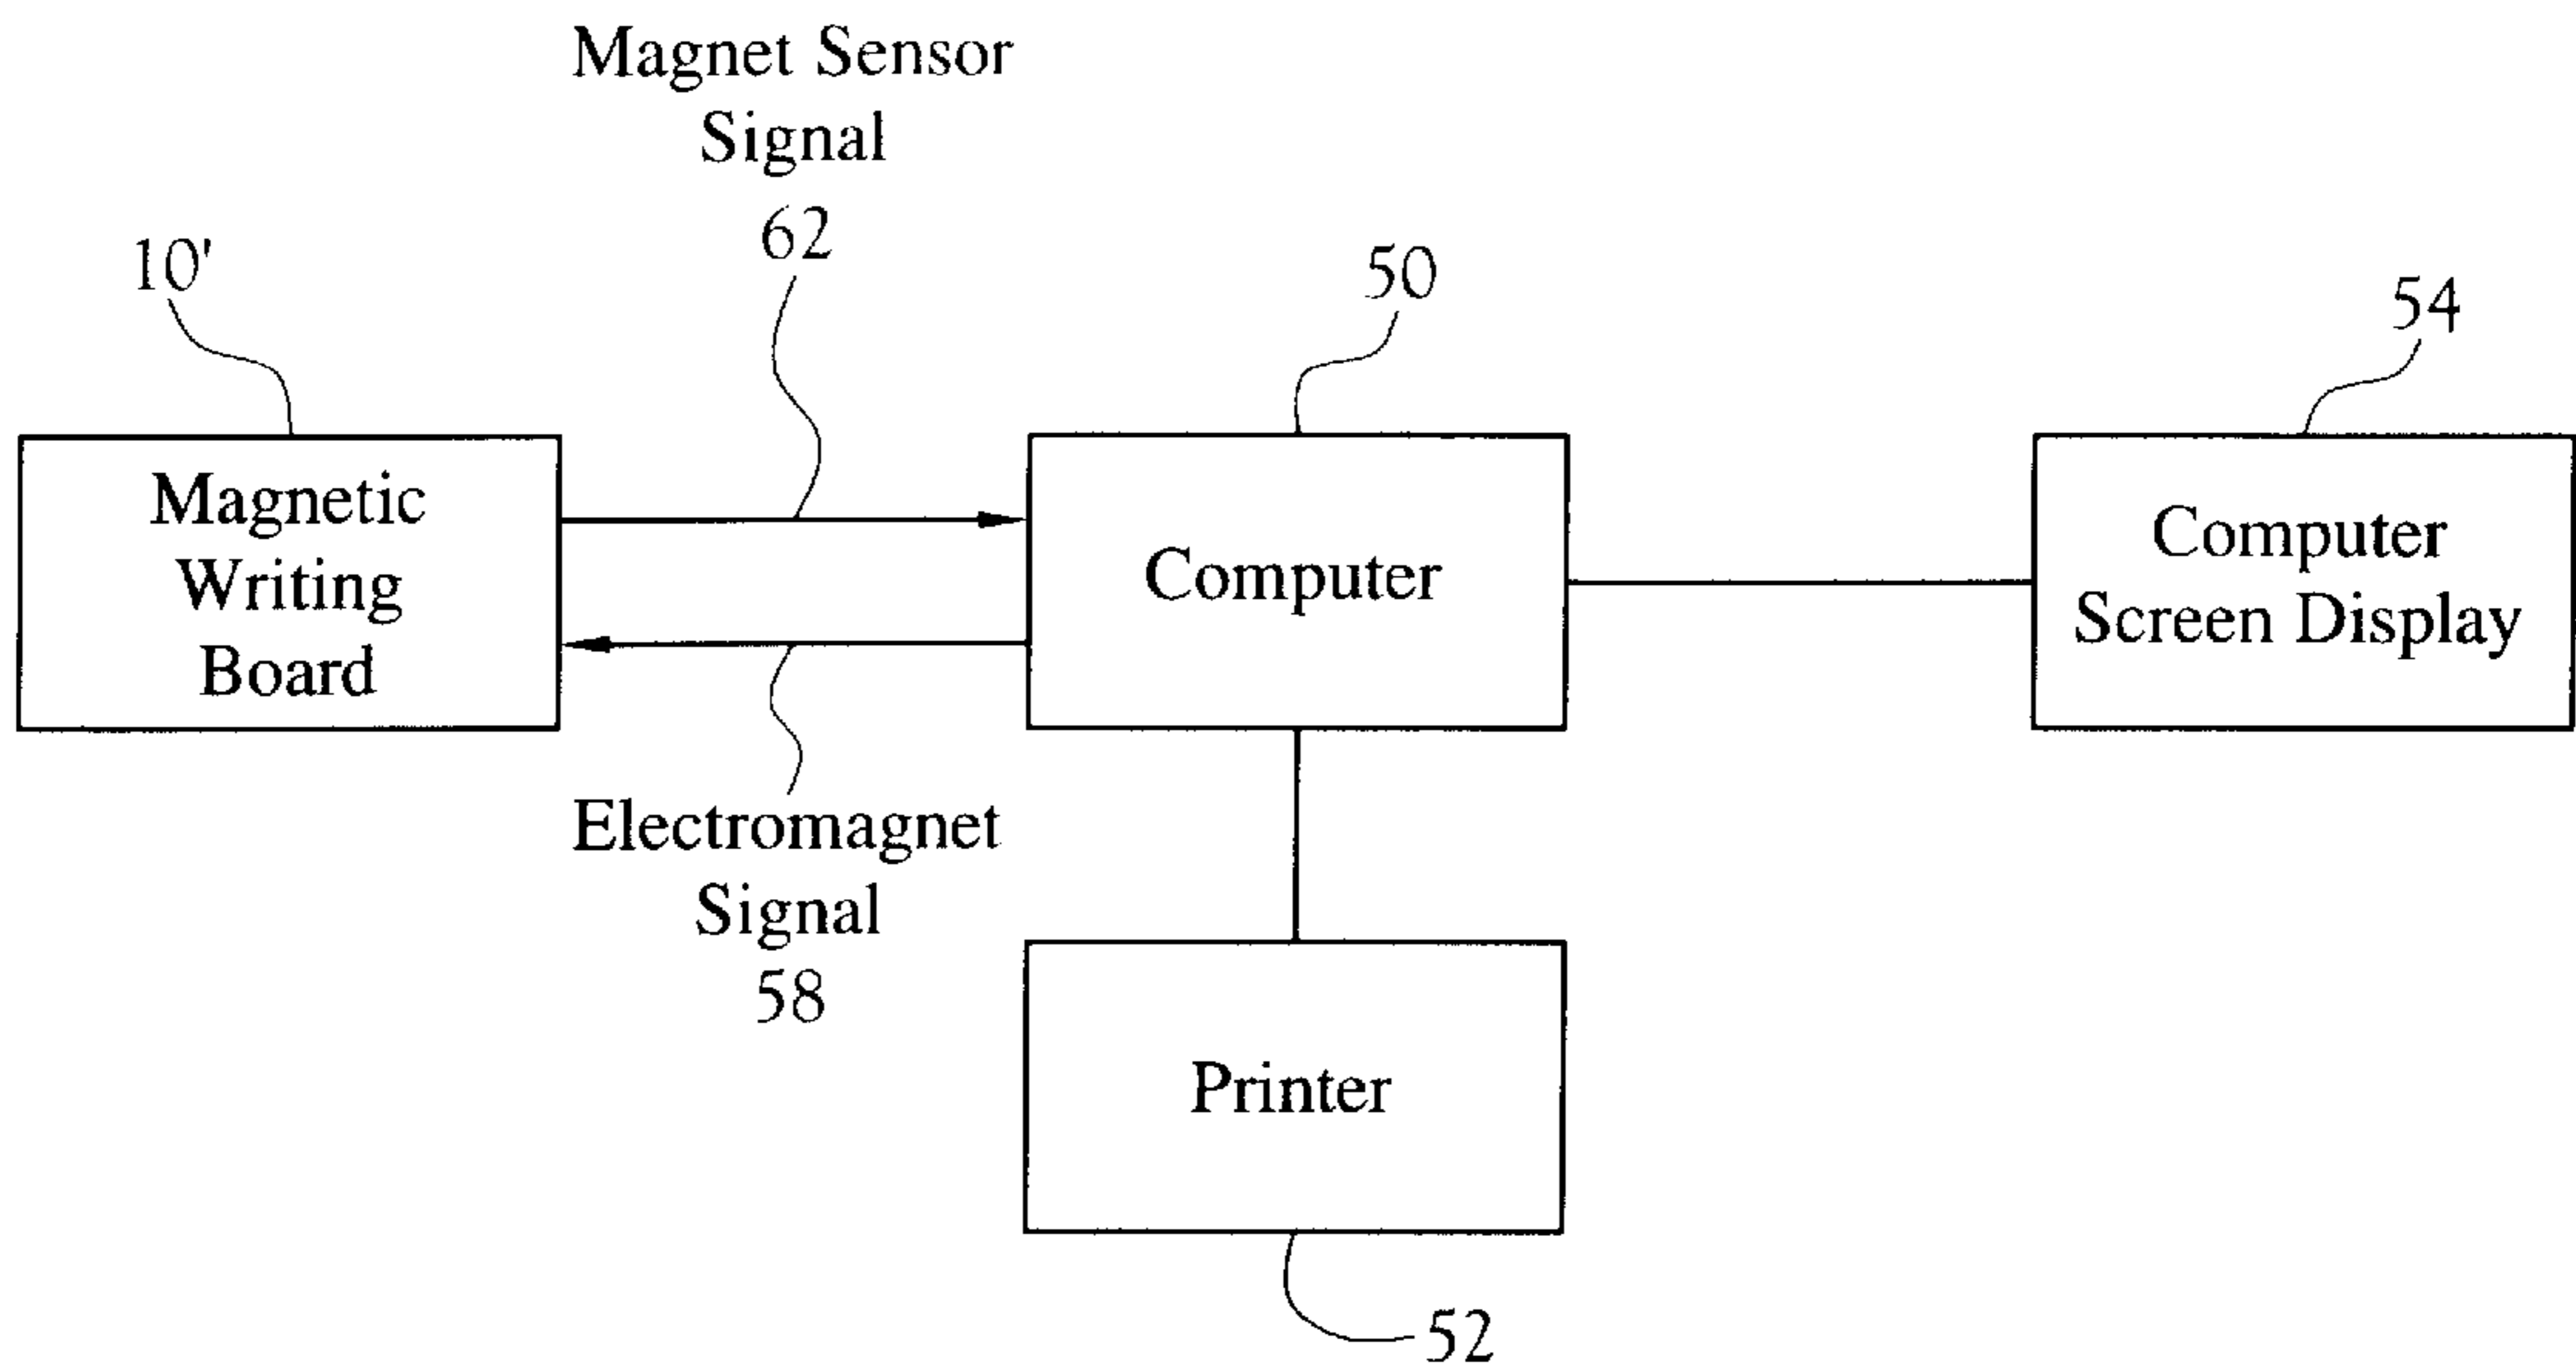 Magnet Sensor
Signal
62
10'
50
54
Magnetic
Writing
Board
Computer
Computer
Screen Display
Electromagnet
Signal
58
Printer
52